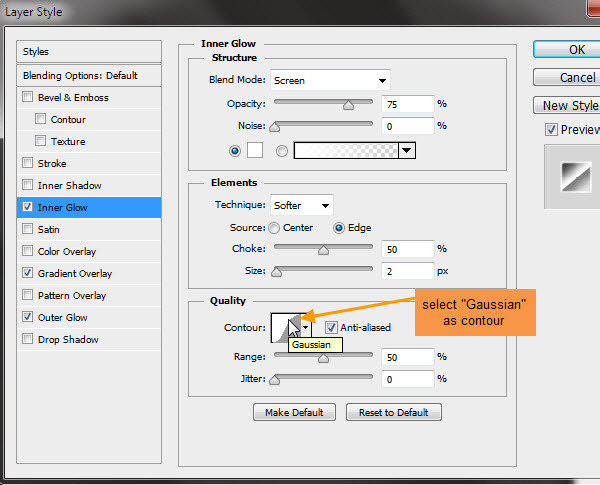 Layer Style
Styles
Blending Options: Default
Bevel & Emboss
Contour
Texture
Stroke
Inner Shadow
Inner Glow
Satin
Color Overlay
Gradient Overlay
Pattern Overlay
Outer Glow
Drop Shadow
Inner Glow
Structure
Blend Mode: Screen
Opacity: 75 %
Noise: 0 %
Elements
Technique: Softer
Source: Center Edge
Choke: 50 %
Size: 2 px
Quality
Contour: Anti-aliased
Gaussian
Range: 50 %
Jitter: 0 %
Make Default Reset to Default
select "Gaussian"
as contour
OK
Cancel
New Style
Preview